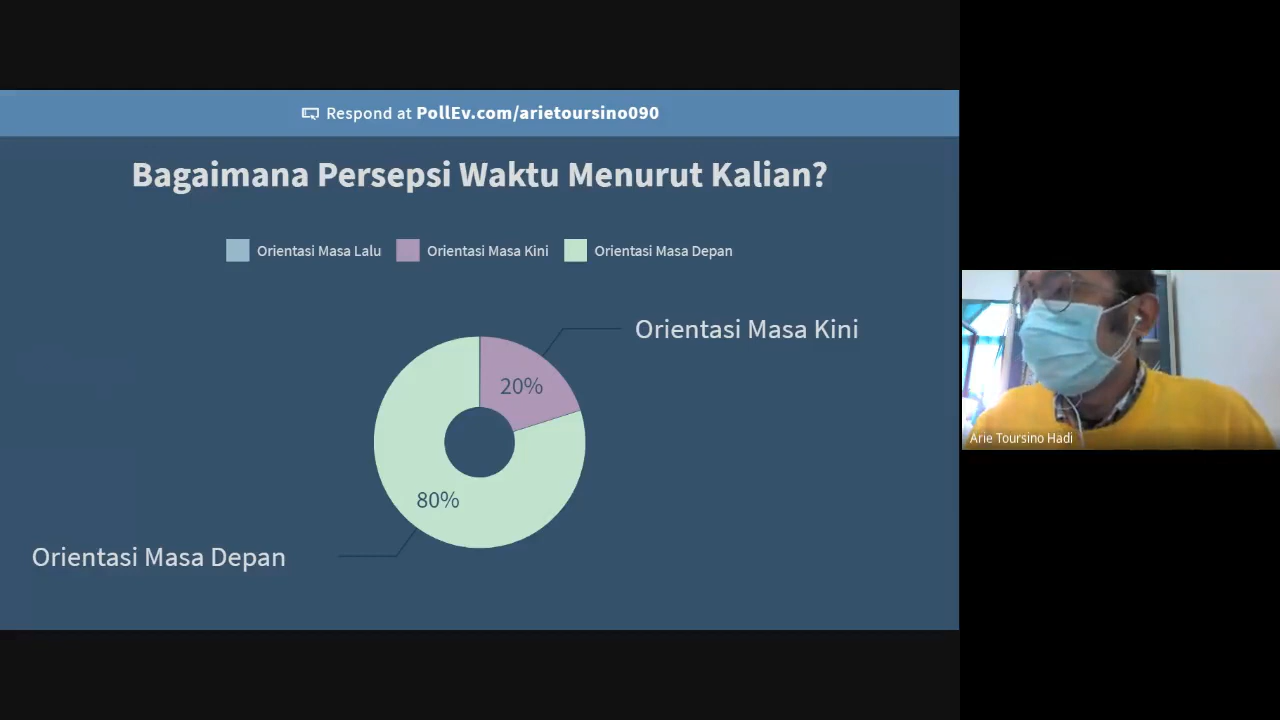 Respond at PollEv.com/arietoursino090
Bagaimana Persepsi Waktu Menurut Kalian?
Orientasi Masa Lalu Orientasi Masa Kini Orientasi Masa Depan
Orientasi Masa Kini
20%
80%
Orientasi Masa Depan
Arie Toursino Hadi